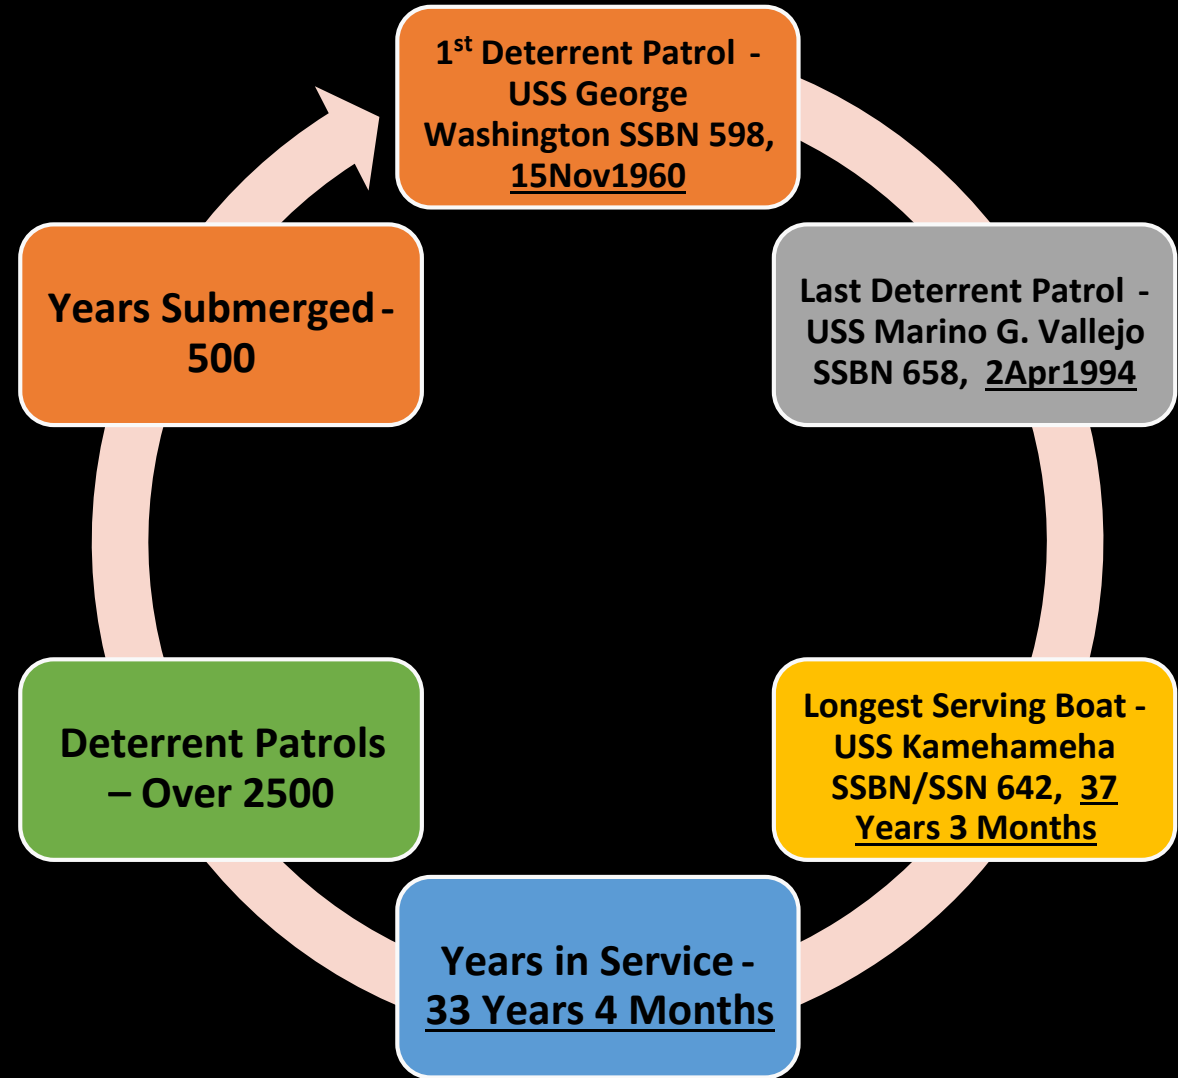 1st Deterrent Patrol -
USS George
Washington SSBN 598,
15Nov1960
Last Deterrent Patrol -
USS Marino G. Vallejo
SSBN 658, 2Apr1994
Longest Serving Boat -
USS Kamehameha
SSBN/SSN 642, 37
Years 3 Months
Years in Service -
33 Years 4 Months
Deterrent Patrols
– Over 2500
Years Submerged -
500